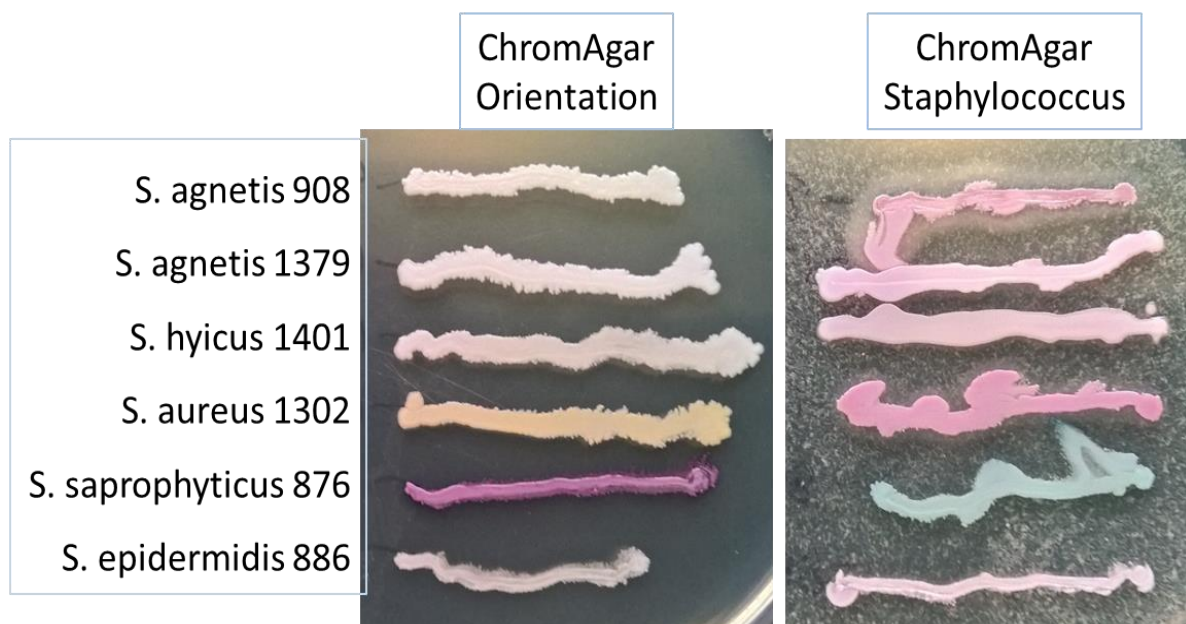 ChromAgar
Orientation
ChromAgar
Staphylococcus
S. agnetis 908
S. agnetis 1379
S. hyicus 1401
S. aureus 1302
S. saprophyticus 876
S. epidermidis 886